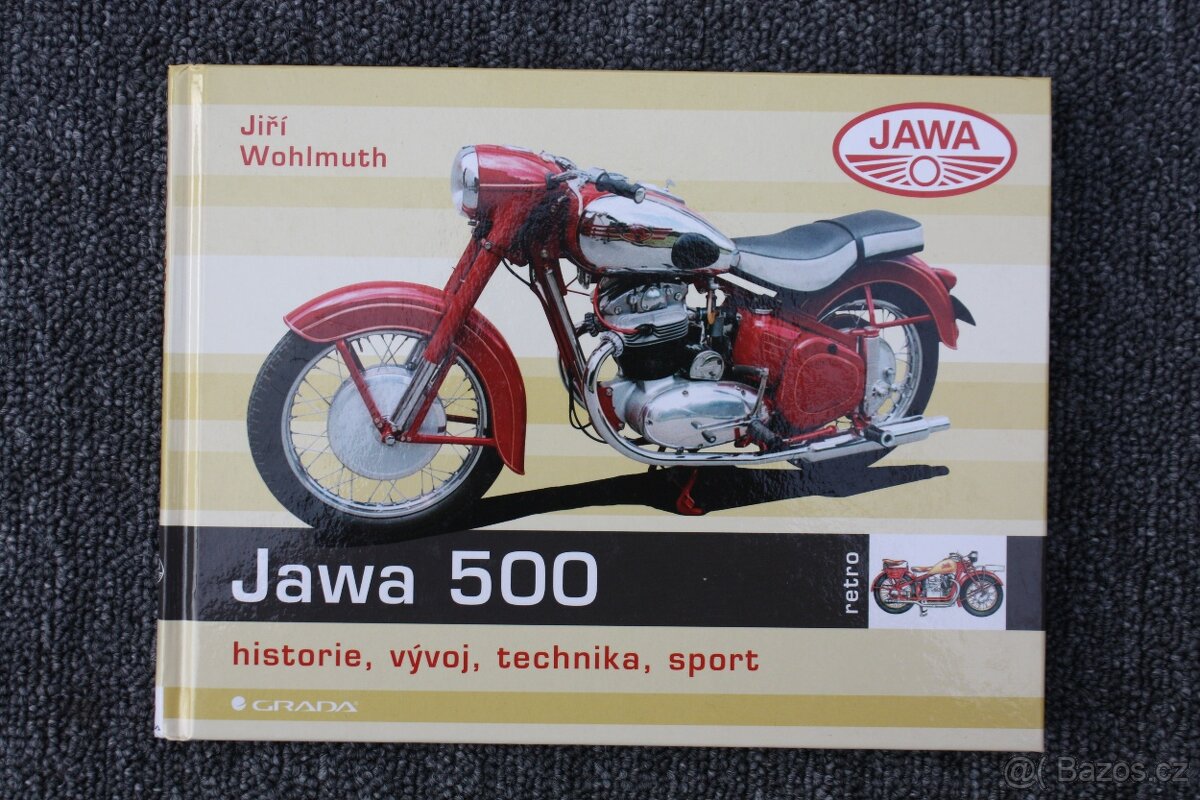 Jiří
Wohlmuth
JAWA
Jawa 500
retro
historie, vývoj, technika, sport
GRADA
@( Bazos.cz